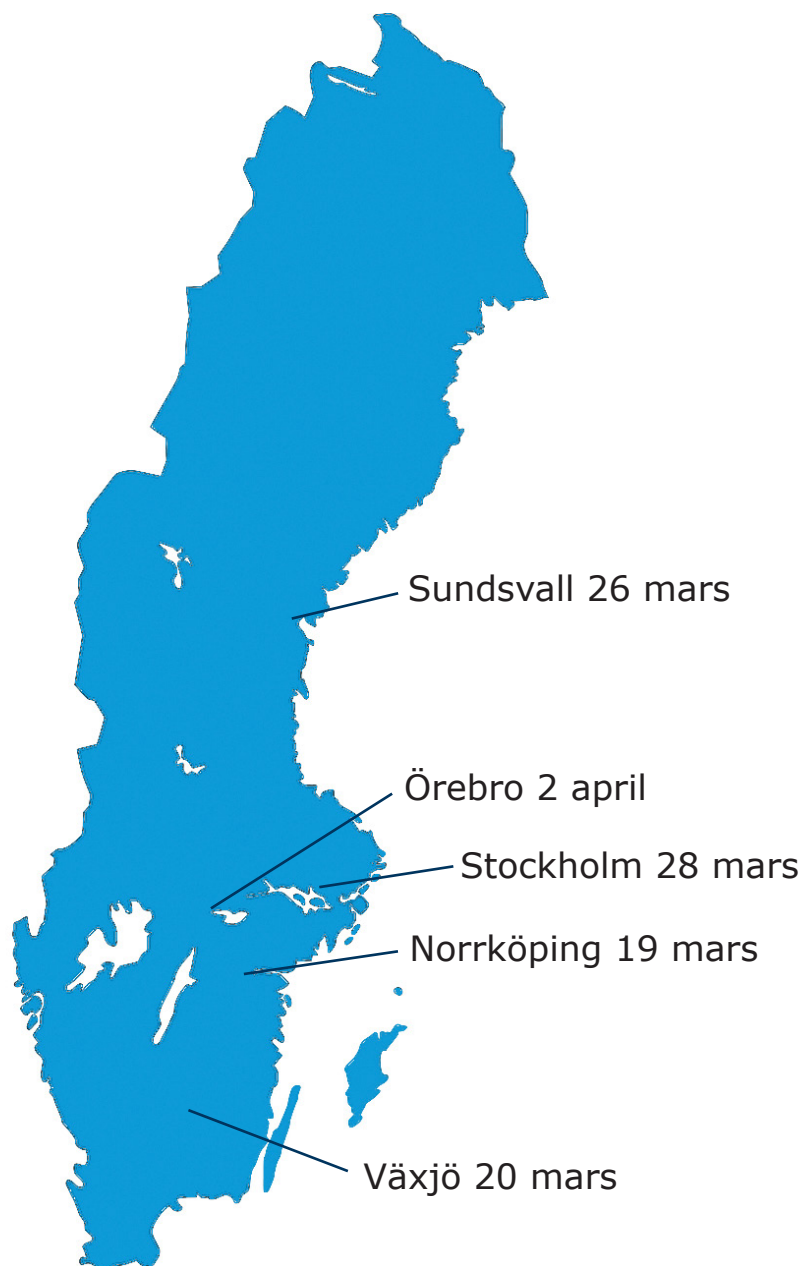 Sundsvall 26 mars
Örebro 2 april
Stockholm 28 mars
Norrköping 19 mars
Växjö 20 mars